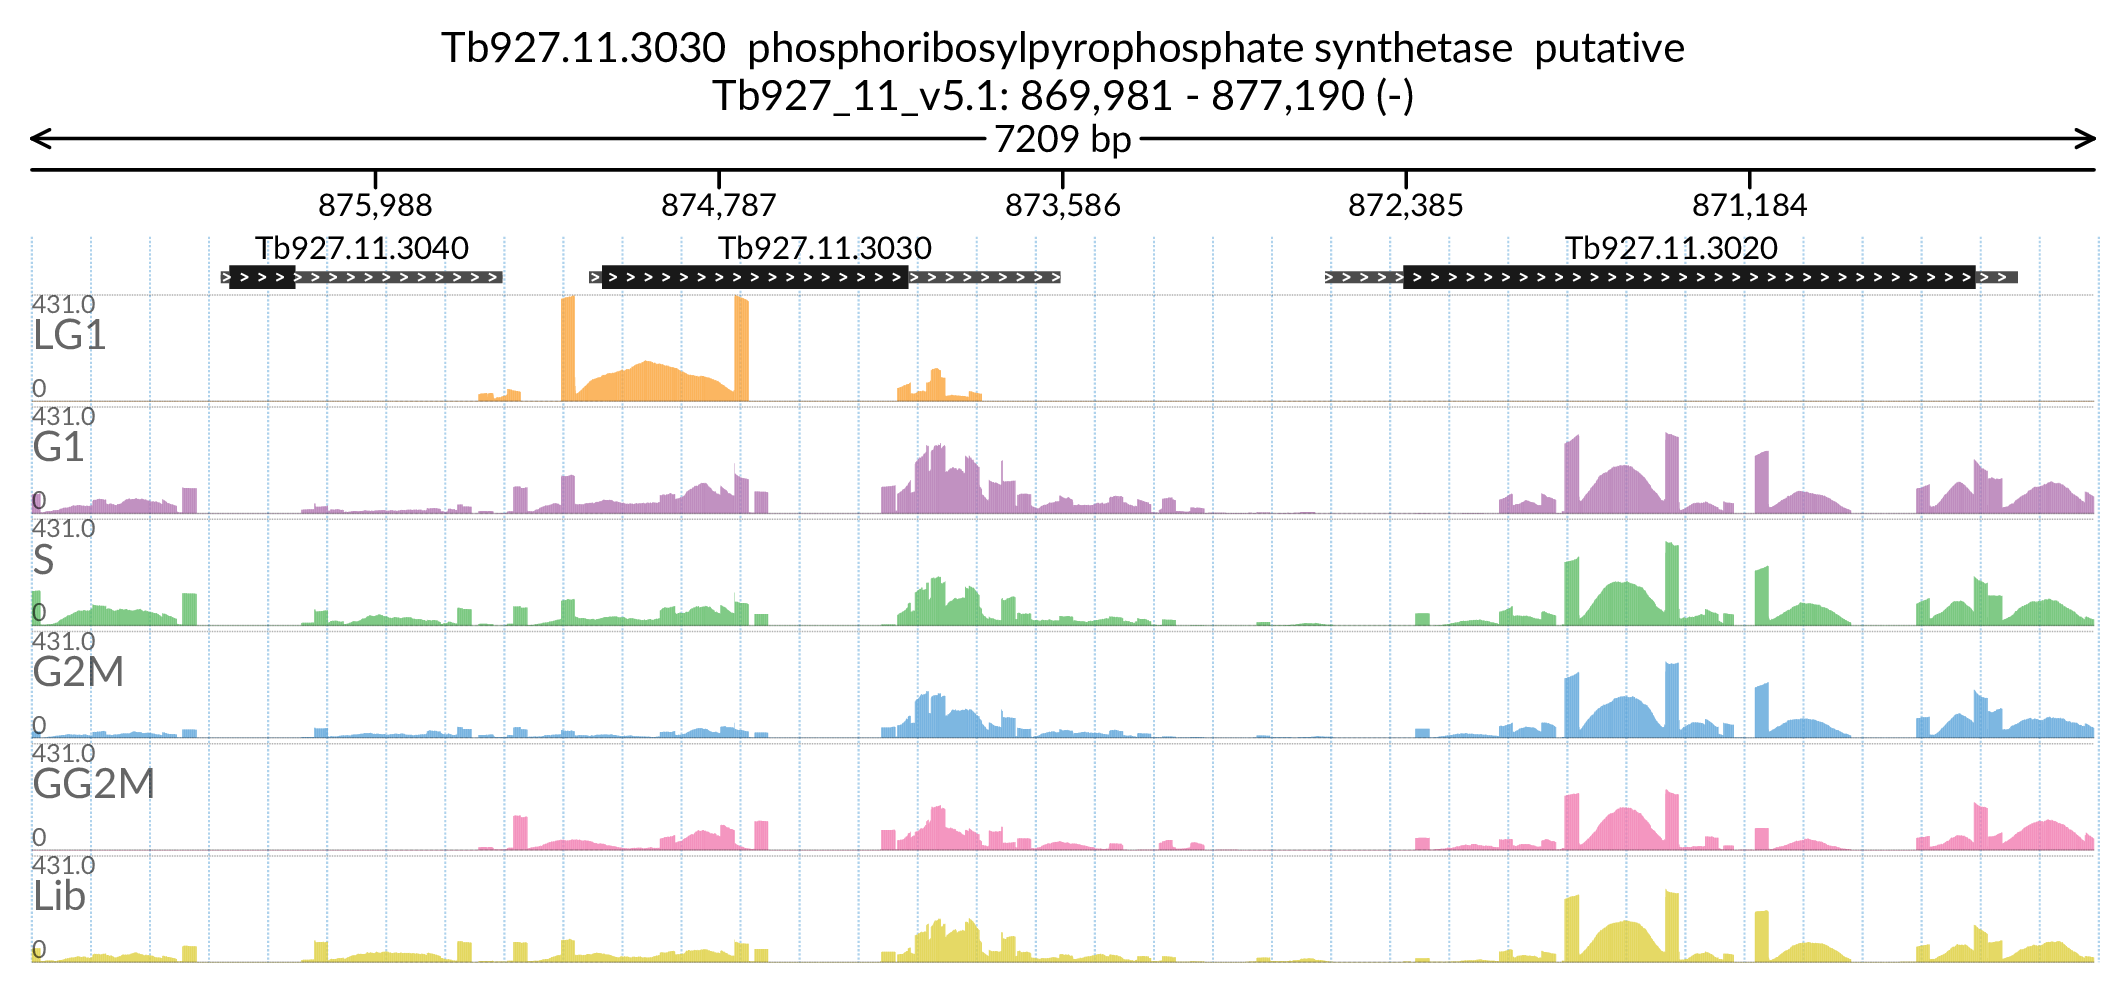 Tb927.11.3030 phosphoribosylpyrophosphate synthetase putative
Tb927_11_v5.1: 869,981 - 877,190 (-)
7209 bp
875,988 874,787 873,586 872,385 871,184
Tb927.11.3040 Tb927.11.3030 Tb927.11.3020
431.0
LG1
0
431.0
G1
0
431.0
S
0
431.0
G2M
0
431.0
GG2M
0
431.0
Lib
0